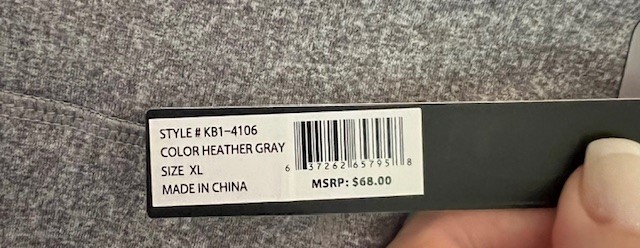 STYLE # KB1-4106
COLOR HEATHER GRAY
SIZE XL
MADE IN CHINA
6 37262 65795 8
MSRP: $68.00